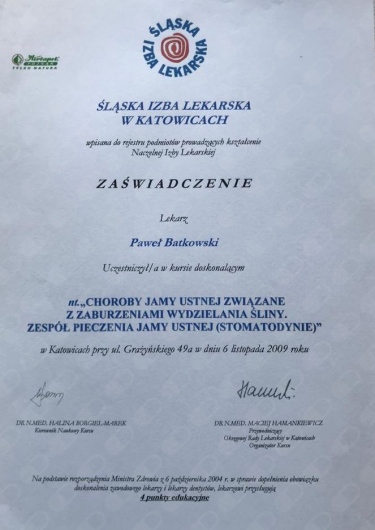 ŚLĄSKA
IZBA LEKARSKA
Herbapol
POZNAŃ
TYLKO NATURA
ŚLĄSKA IZBA LEKARSKA
W KATOWICACH
wpisana do rejestru podmiotów prowadzących kształcenie
Naczelnej Izby Lekarskiej
ZAŚWIADCZENIE
Lekarz
Paweł Batkowski
Uczestniczył/a w kursie doskonalącym
nt. „CHOROBY JAMY USTNEJ ZWIĄZANE
Z ZABURZENIAMI WYDZIELANIA ŚLINY.
ZESPÓŁ PIECZENIA JAMY USTNEJ (STOMATODYNIE)”
w Katowicach przy ul. Grażyńskiego 49a w dniu 6 listopada 2009 roku
DR N.MED. HALINA BORGIEL-MAREK
Kierownik Naukowy Kursu
DR N.MED. MACIEJ HAMANKIEWICZ
Przewodniczący
Okręgowej Rady Lekarskiej w Katowicach
Organizator Kursu
Na podstawie rozporządzenia Ministra Zdrowia z 6 października 2004 r. w sprawie dopełnienia obowiązku
doskonalenia zawodowego lekarzy i lekarzy dentystów, lekarzowi przysługują
4 punkty edukacyjne